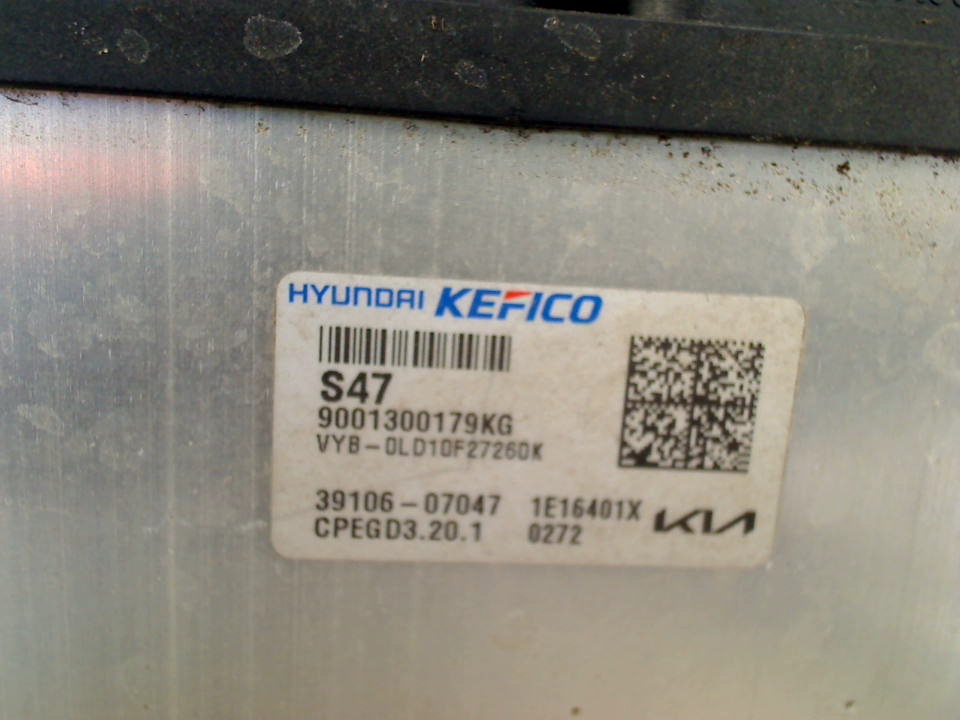 HYUNDAI KEFICO
S47
9001300179KG
VYB-0LD10F27260K
39106-07047 1E16401X KIA
CPEGD3.20.1 0272